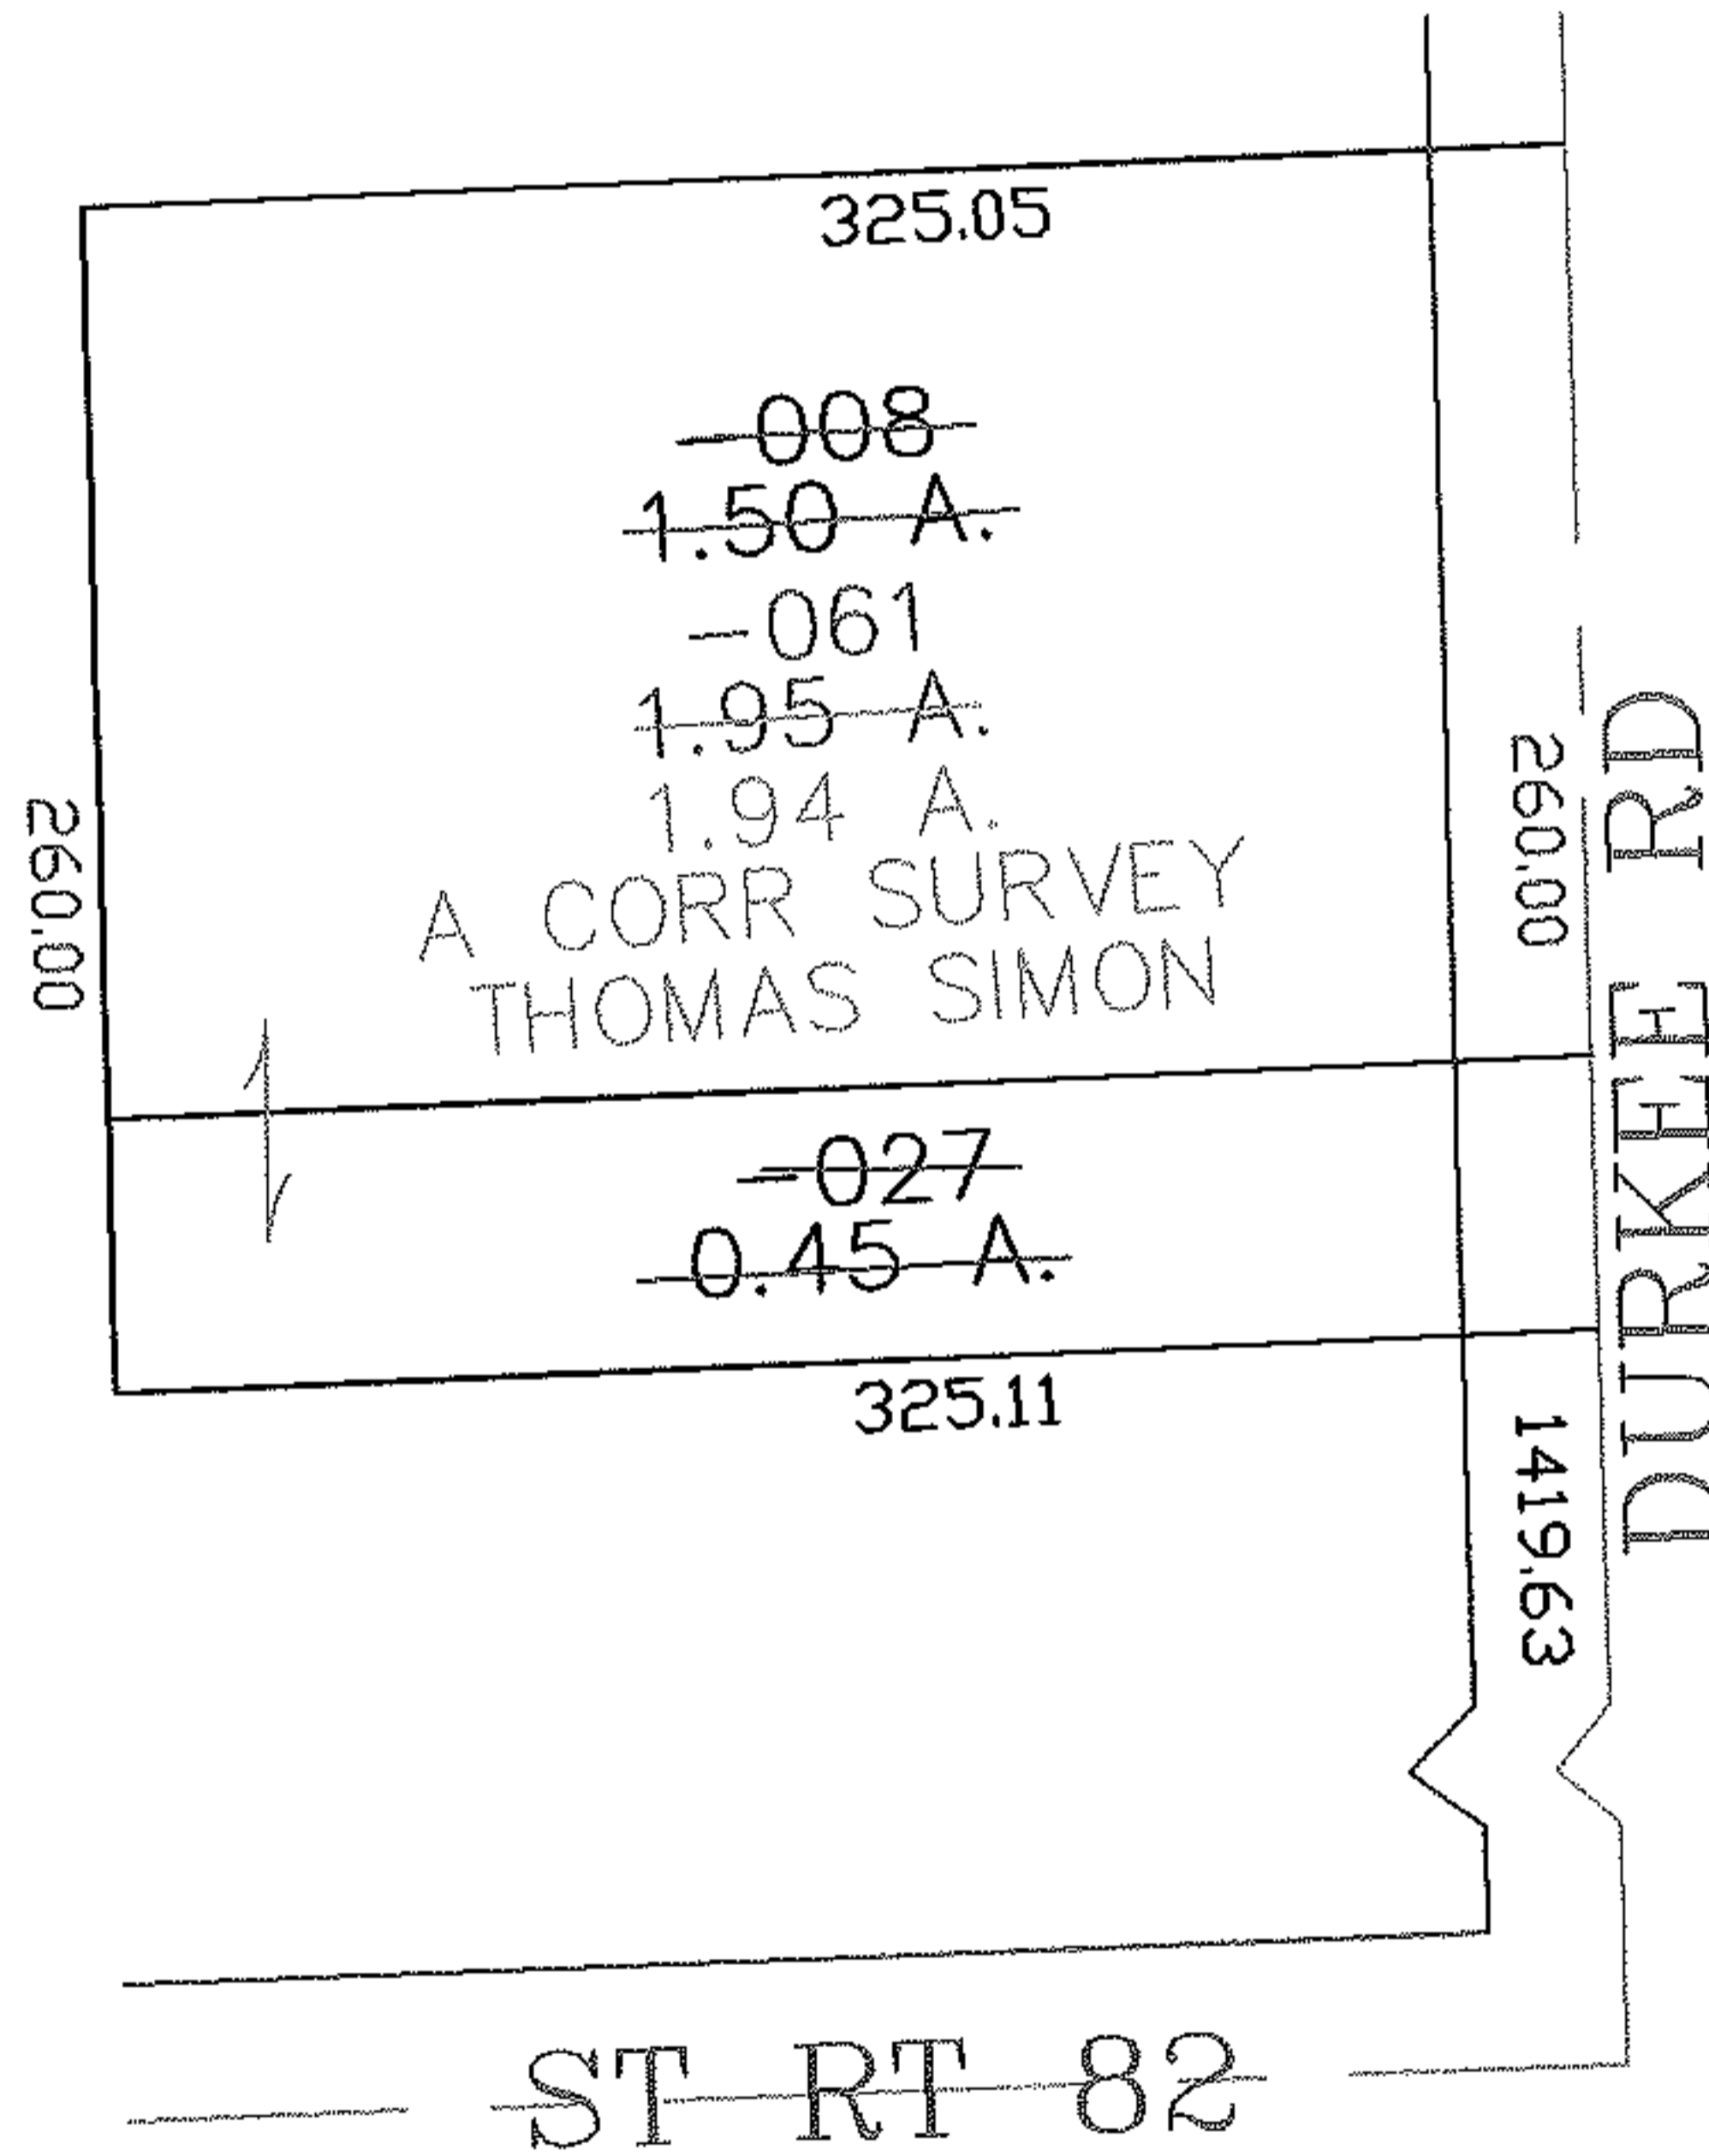 325.05
-008
1.50 A.
-061
1.95 A.
1.94 A.
A CORR SURVEY
THOMAS SIMON
260.00
260.00
DURKEE RD
-027
0.45 A.
325.11
1419.63
ST RT 82